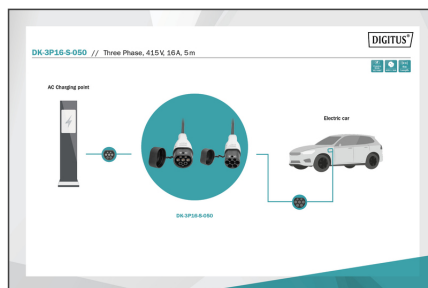 DIGITUS®
DK-3P16-S-050 // Three Phase, 415 V, 16 A, 5 m
AC Charging point
Electric car
DK-3P16-S-050